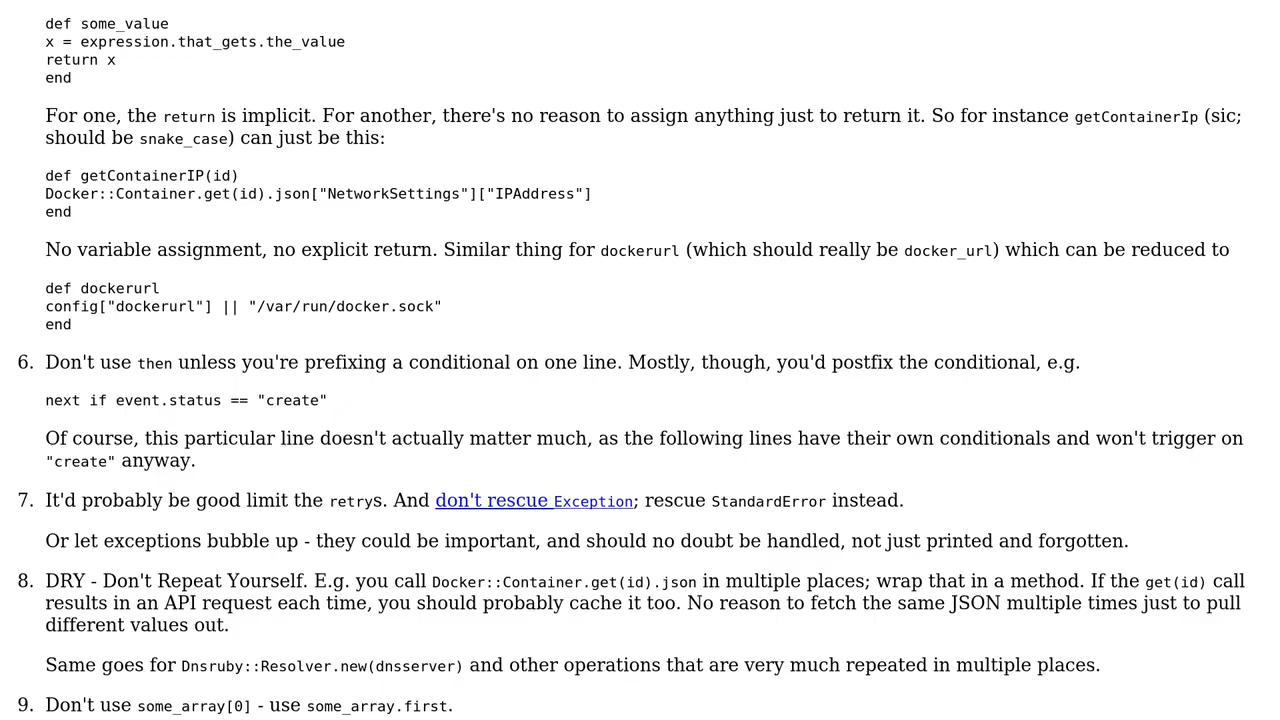 def some_value
x = expression.that_gets.the_value
return x
end
For one, the return is implicit. For another, there's no reason to assign anything just to return it. So for instance getContainerIp (sic;
should be snake_case) can just be this:
def getContainerIP(id)
Docker::Container.get(id).json["NetworkSettings"]["IPAddress"]
end
No variable assignment, no explicit return. Similar thing for dockerurl (which should really be docker_url) which can be reduced to
def dockerurl
config["dockerurl"] || "/var/run/docker.sock"
end
6. Don't use then unless you're prefixing a conditional on one line. Mostly, though, you'd postfix the conditional, e.g.
next if event.status == "create"
Of course, this particular line doesn't actually matter much, as the following lines have their own conditionals and won't trigger on
"create" anyway.
7. It'd probably be good limit the retrys. And don't rescue Exception; rescue StandardError instead.
Or let exceptions bubble up - they could be important, and should no doubt be handled, not just printed and forgotten.
8. DRY - Don't Repeat Yourself. E.g. you call Docker::Container.get(id).json in multiple places; wrap that in a method. If the get(id) call
results in an API request each time, you should probably cache it too. No reason to fetch the same JSON multiple times just to pull
different values out.
Same goes for Dnsruby::Resolver.new(dnsserver) and other operations that are very much repeated in multiple places.
9. Don't use some_array[0] - use some_array.first.